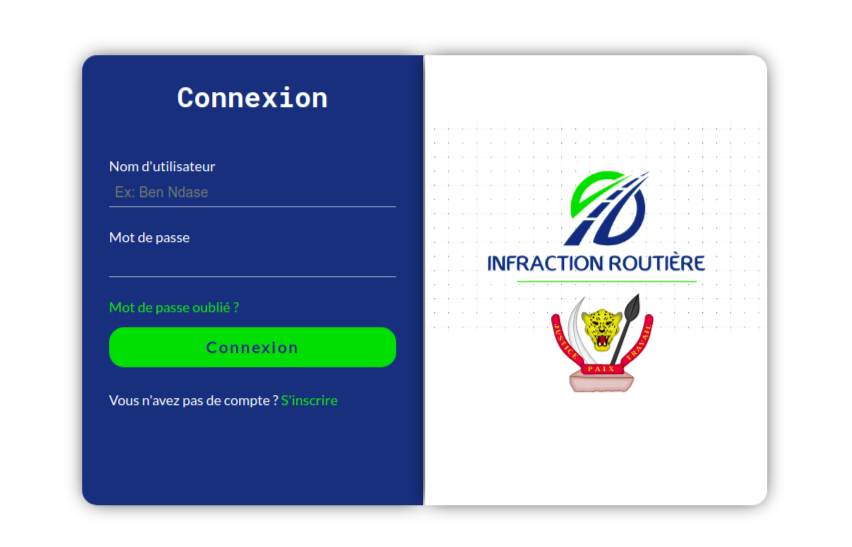 Connexion
Nom d'utilisateur
Ex: Ben Ndase
Mot de passe
Mot de passe oublié ?
Connexion
Vous n'avez pas de compte ? S'inscrire
INFRACTION ROUTIÈRE
JUSTICE
PAIX
TRAVAIL